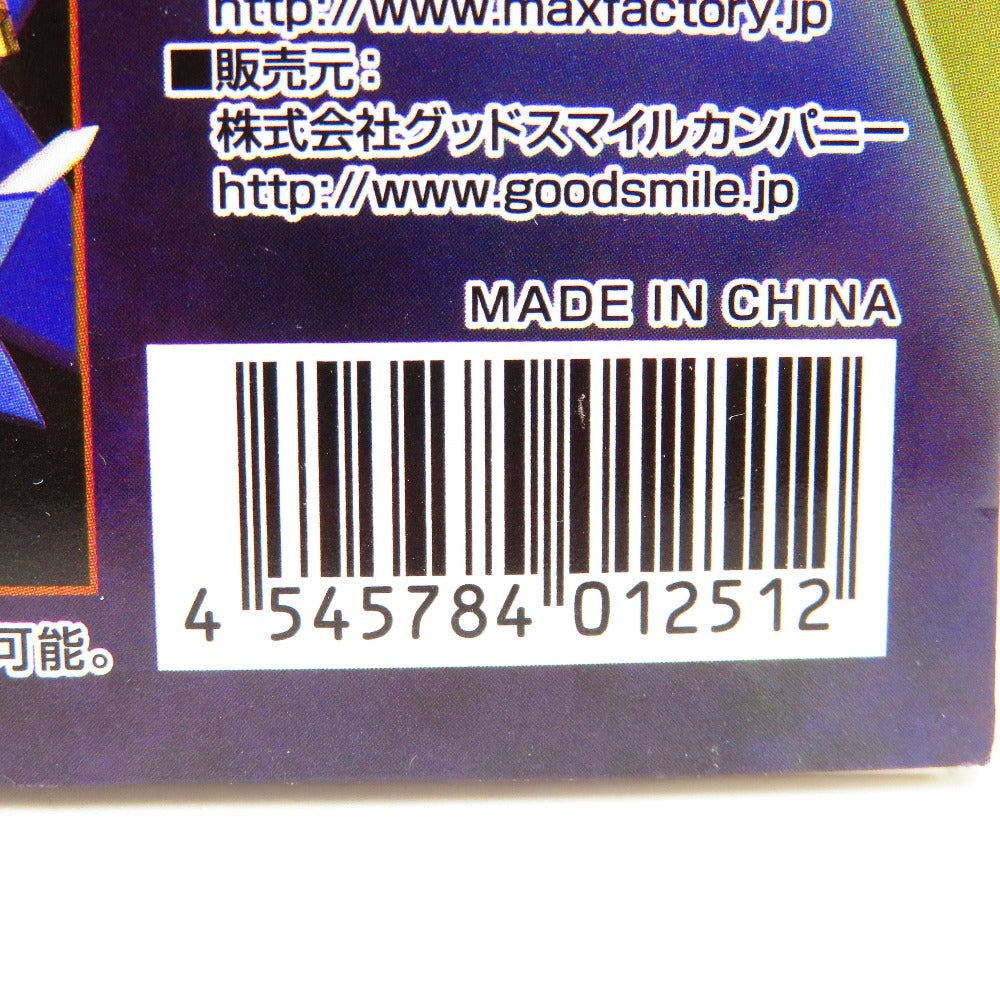 http://www.maxfactory.jp
■販売元：
株式会社グッドスマイルカンパニー
http://www.goodsmile.jp
MADE IN CHINA
4 545784 012512
可能。